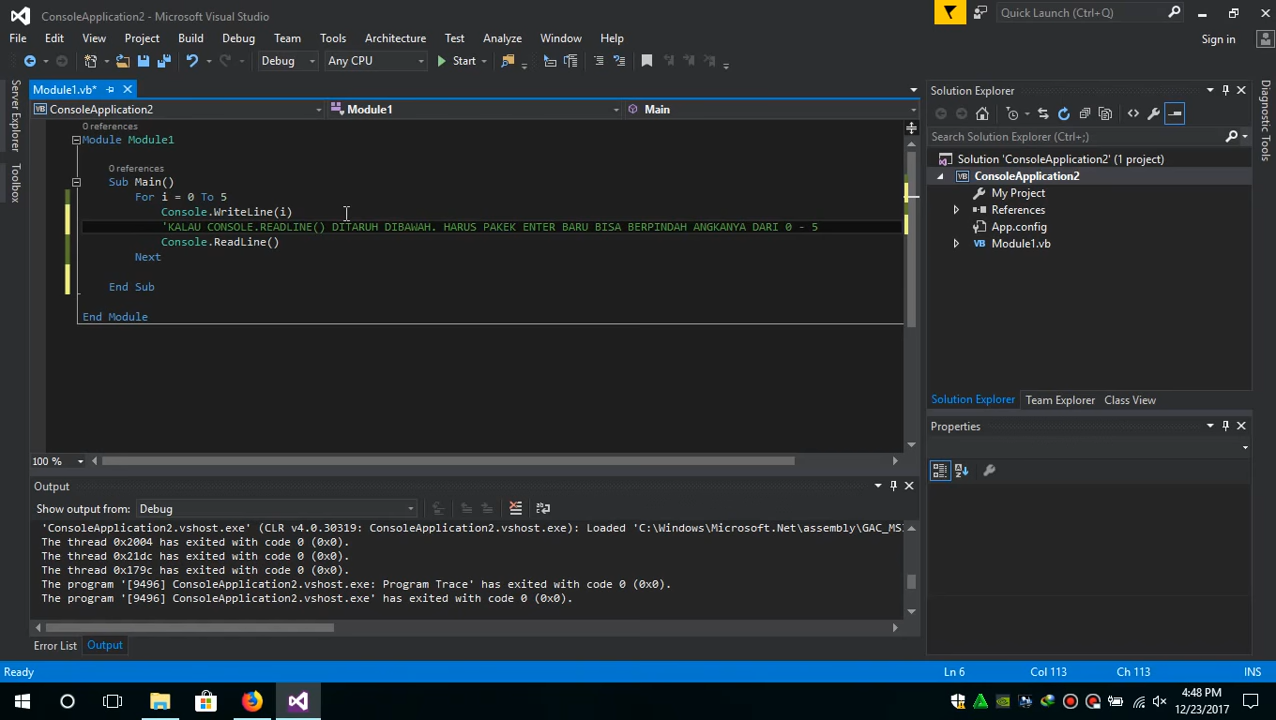 ConsoleApplication2 - Microsoft Visual Studio
Quick Launch (Ctrl+Q)
File Edit View Project Build Debug Team Tools Architecture Test Analyze Window Help
Sign in
Debug Any CPU Start
Module1.vb*
ConsoleApplication2 Module1 Main
Server Explorer
Toolbox
0 references
Module Module1
0 references
Sub Main()
For i = 0 To 5
Console.WriteLine(i)
'KALAU CONSOLE.READLINE() DITARUH DIBAWAH. HARUS PAKEK ENTER BARU BISA BERPINDAH ANGKANYA DARI 0 - 5
Console.ReadLine()
Next
End Sub
End Module
100 %
Solution Explorer
Search Solution Explorer (Ctrl+;)
Solution 'ConsoleApplication2' (1 project)
ConsoleApplication2
My Project
References
App.config
Module1.vb
Solution Explorer Team Explorer Class View
Properties
Diagnostic Tools
Output
Show output from: Debug
'ConsoleApplication2.vshost.exe' (CLR v4.0.30319: ConsoleApplication2.vshost.exe): Loaded 'C:\Windows\Microsoft.Net\assembly\GAC_MS
The thread 0x2004 has exited with code 0 (0x0).
The thread 0x21dc has exited with code 0 (0x0).
The thread 0x179c has exited with code 0 (0x0).
The program '[9496] ConsoleApplication2.vshost.exe: Program Trace' has exited with code 0 (0x0).
The program '[9496] ConsoleApplication2.vshost.exe' has exited with code 0 (0x0).
Error List Output
Ready Ln 6 Col 113 Ch 113 INS
4:48 PM
12/23/2017